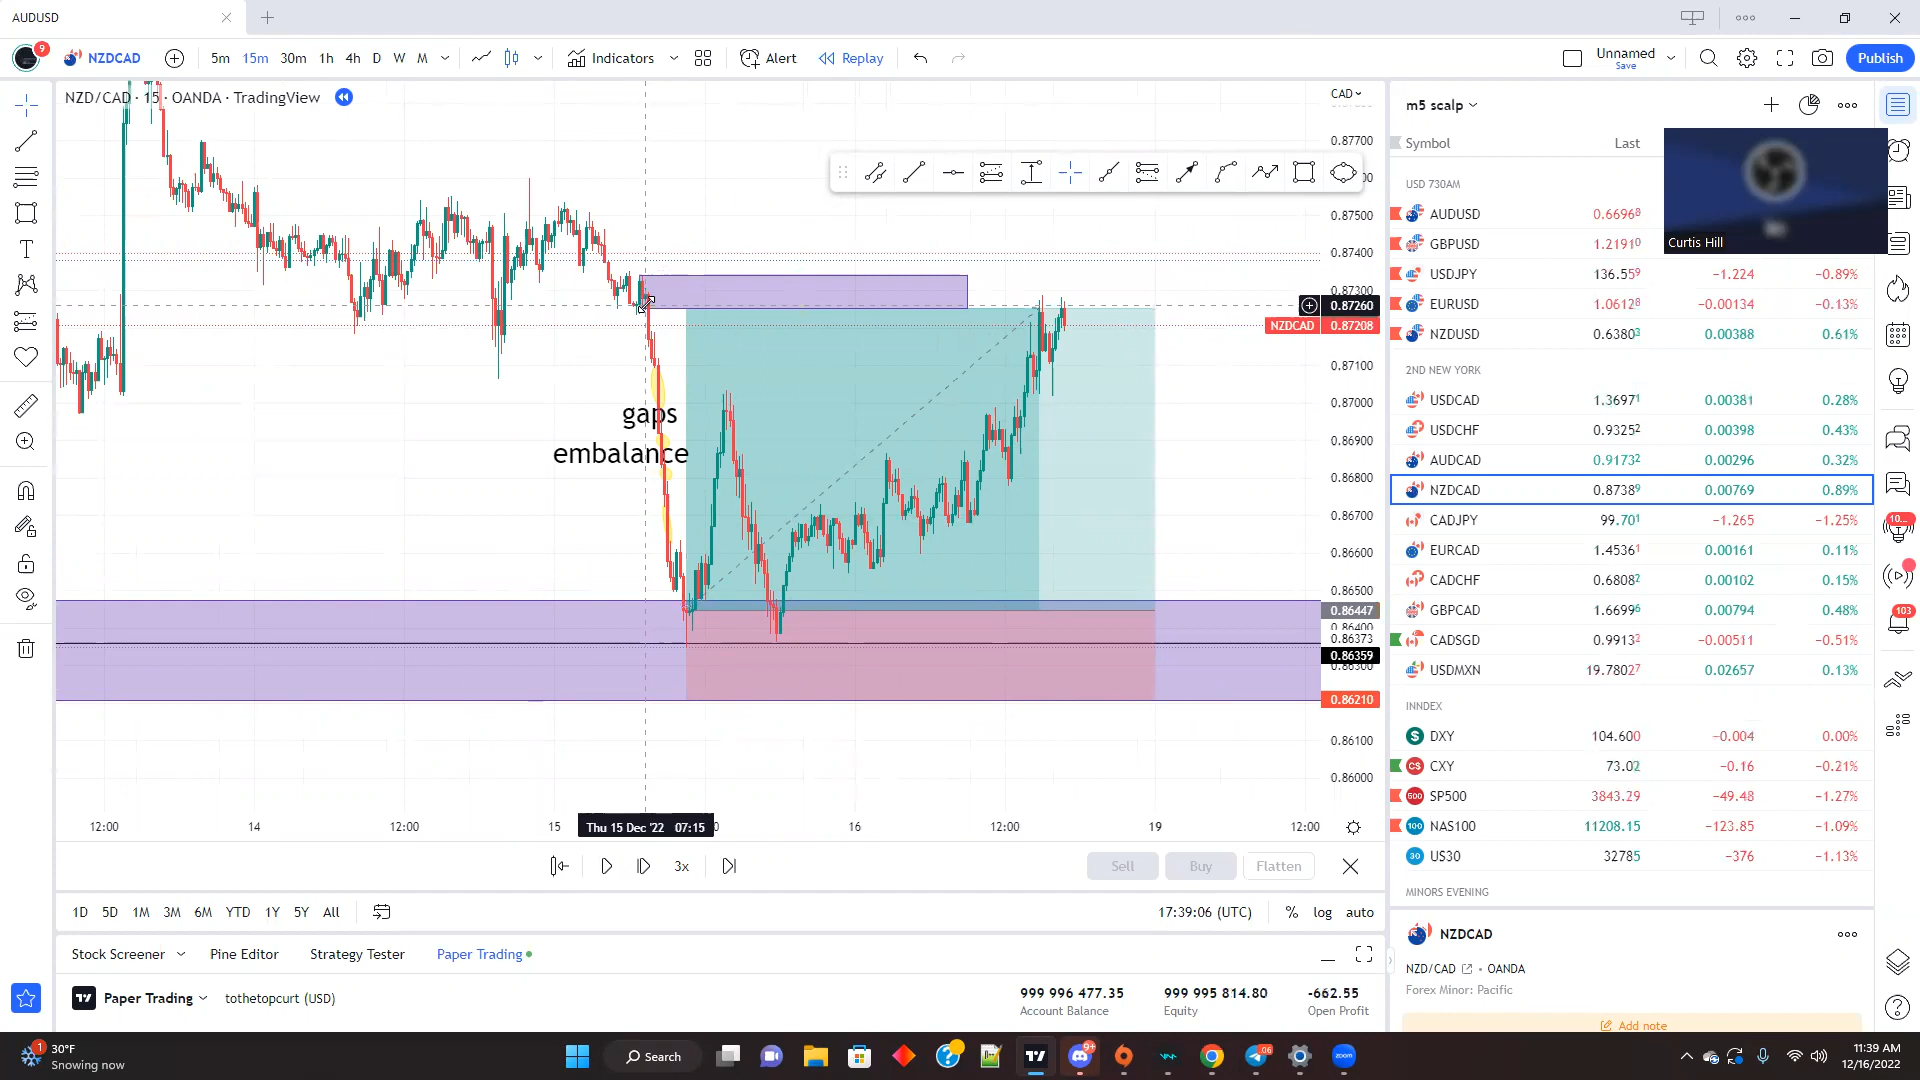 AUDUSD
9
NZDCAD
5m 15m 30m 1h 4h D W M
Indicators
Alert
Replay
Unnamed
Save
Publish
NZD/CAD · 15 · OANDA · TradingView
CAD
0.87700
0.87500
0.87400
0.87300
0.87260
NZDCAD 0.87208
0.87100
0.87000
0.86900
0.86800
0.86700
0.86600
0.86500
0.86447
0.86400
0.86373
0.86359
0.86300
0.86210
0.86100
0.86000
gaps
embalance
12:00 14 12:00 15 Thu 15 Dec '22 07:15 16 12:00 19 12:00
3x
Sell Buy Flatten
1D 5D 1M 3M 6M YTD 1Y 5Y All
17:39:06 (UTC) % log auto
Stock Screener Pine Editor Strategy Tester Paper Trading
Paper Trading tothetopcurt (USD)
999 996 477.35 999 995 814.80 -662.55
Account Balance Equity Open Profit
m5 scalp
Symbol Last
Curtis Hill
USD 730AM
AUDUSD 0.66968
GBPUSD 1.21910
USDJPY 136.559 −1.224 −0.89%
EURUSD 1.06128 −0.00134 −0.13%
NZDUSD 0.63803 0.00388 0.61%
2ND NEW YORK
USDCAD 1.36971 0.00381 0.28%
USDCHF 0.93252 0.00398 0.43%
AUDCAD 0.91732 0.00296 0.32%
NZDCAD 0.87389 0.00769 0.89%
CADJPY 99.701 −1.265 −1.25%
EURCAD 1.45361 0.00161 0.11%
CADCHF 0.68082 0.00102 0.15%
GBPCAD 1.66996 0.00794 0.48%
CADSGD 0.99132 −0.00511 −0.51%
USDMXN 19.78027 0.02657 0.13%
INNDEX
DXY 104.600 −0.004 0.00%
CXY 73.02 −0.16 −0.21%
SP500 3843.29 −49.48 −1.27%
NAS100 11208.15 −123.85 −1.09%
US30 32785 −376 −1.13%
MINORS EVENING
NZDCAD
NZD/CAD · OANDA
Forex Minor: Pacific
Add note
10...
103
1
30°F
Snowing now
Search
9+
zoom
11:39 AM
12/16/2022